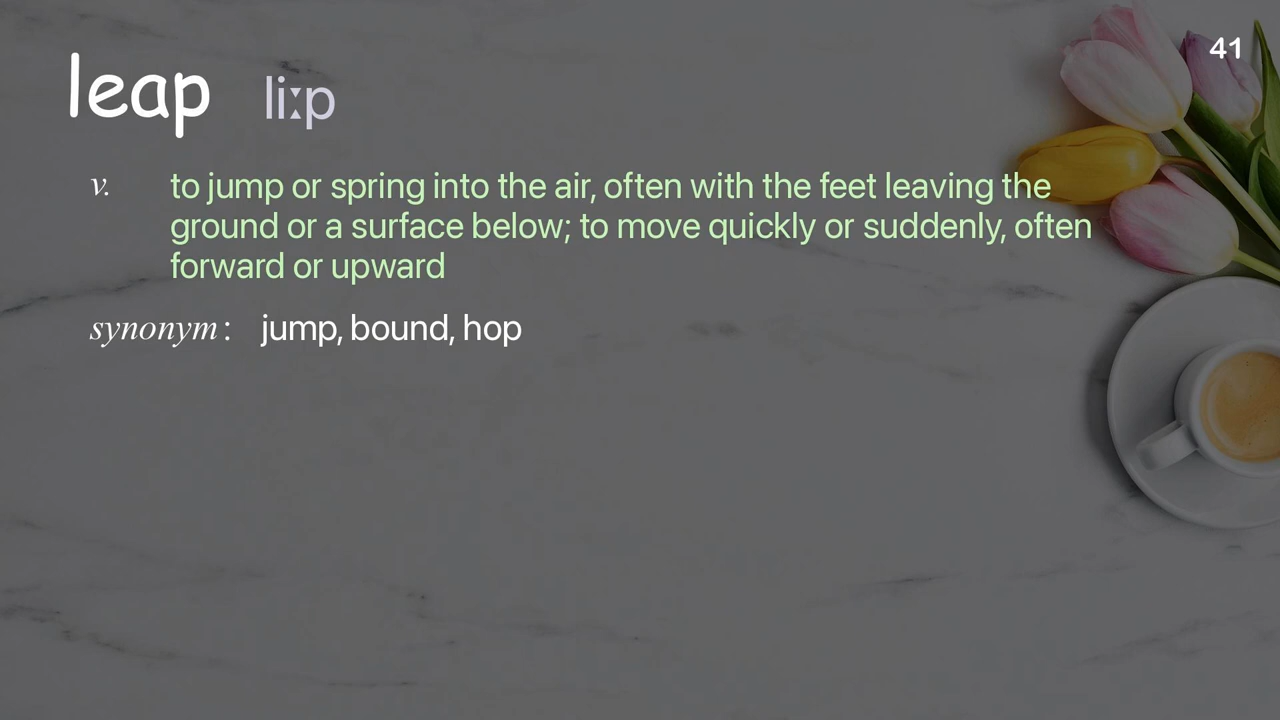 41
leap liːp
v. to jump or spring into the air, often with the feet leaving the
ground or a surface below; to move quickly or suddenly, often
forward or upward
synonym: jump, bound, hop